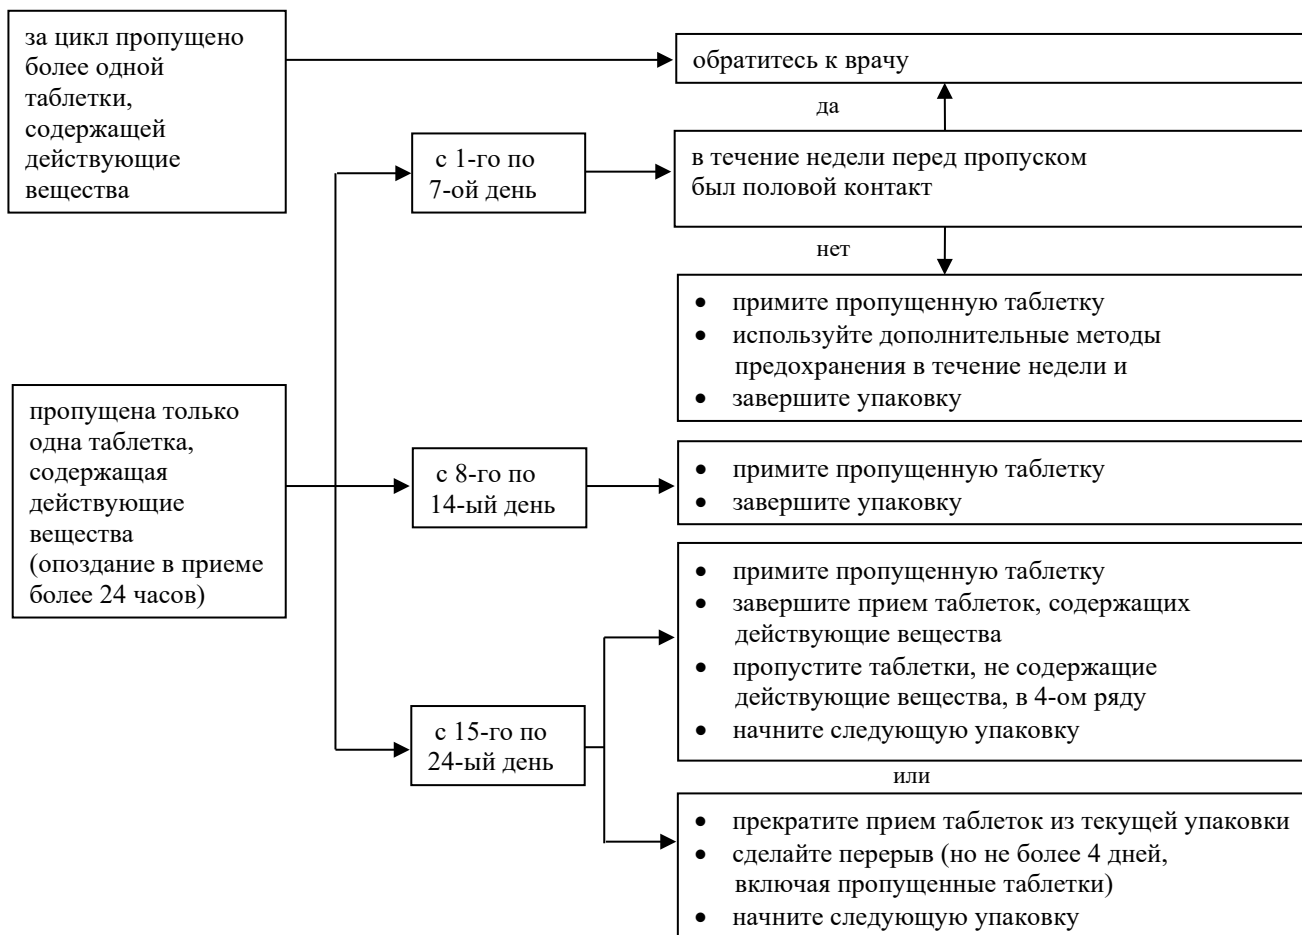 за цикл пропущено
более одной
таблетки,
содержащей
действующие
вещества
обратитесь к врачу
да
с 1-го по
7-ой день
в течение недели перед пропуском
был половой контакт
нет
• примите пропущенную таблетку
• используйте дополнительные методы
предохранения в течение недели и
• завершите упаковку
пропущена только
одна таблетка,
содержащая
действующие
вещества
(опоздание в приеме
более 24 часов)
с 8-го по
14-ый день
• примите пропущенную таблетку
• завершите упаковку
с 15-го по
24-ый день
• примите пропущенную таблетку
• завершите прием таблеток, содержащих
действующие вещества
• пропустите таблетки, не содержащие
действующие вещества, в 4-ом ряду
• начните следующую упаковку
или
• прекратите прием таблеток из текущей упаковки
• сделайте перерыв (но не более 4 дней,
включая пропущенные таблетки)
• начните следующую упаковку